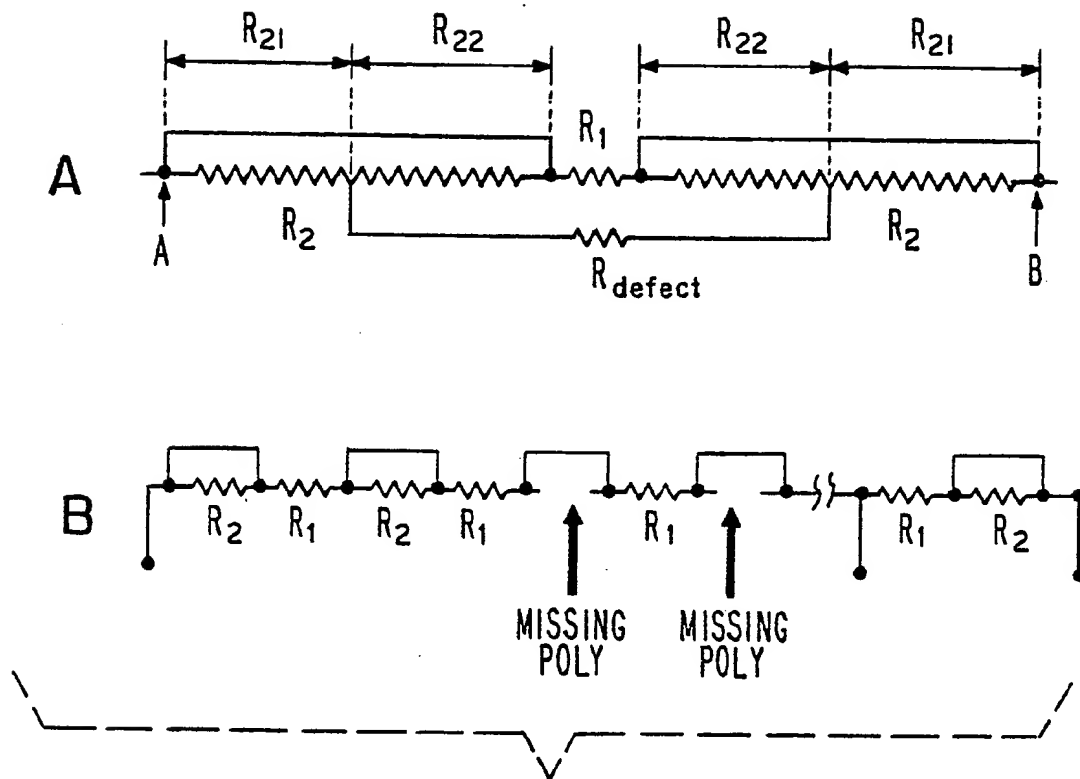 R21 R22 R22 R21
R1
A
R2 R2
A B
Rdefect
B
R2 R1 R2 R1 R1 R1 R2
MISSING POLY MISSING POLY